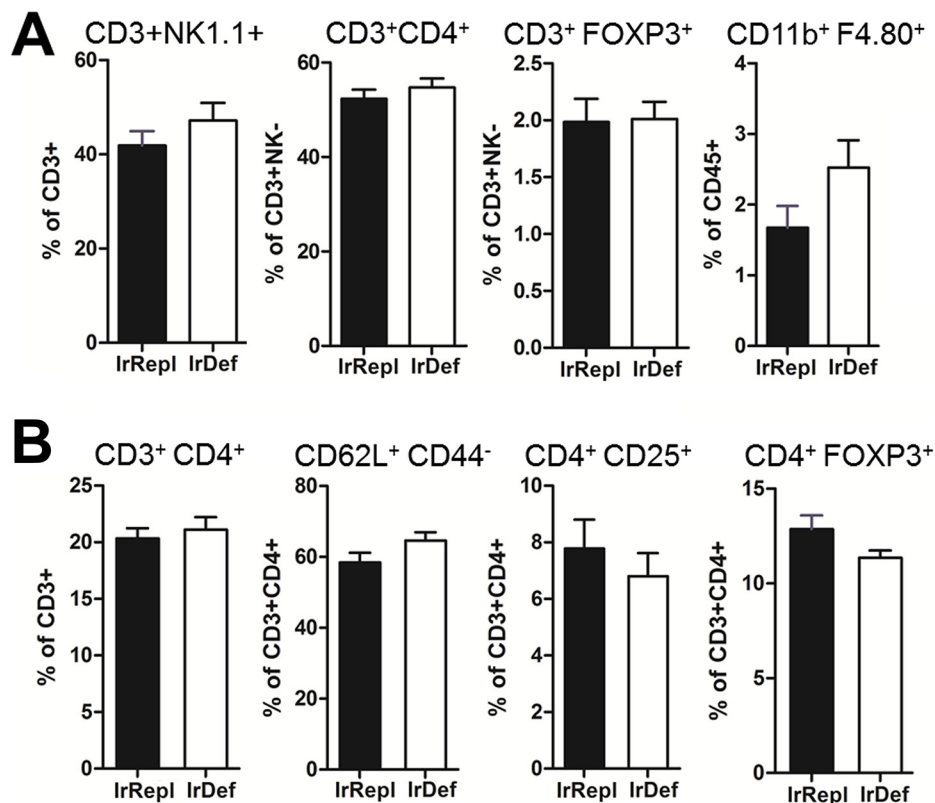 A
CD3+NK1.1+
% of CD3+
60
40
20
0
IrRepl IrDef
CD3⁺CD4⁺
% of CD3+NK-
60
40
20
0
IrRepl IrDef
CD3⁺ FOXP3⁺
% of CD3+NK-
2.5
2.0
1.5
1.0
0.5
0.0
IrRepl IrDef
CD11b⁺ F4.80⁺
% of CD45+
4
3
2
1
0
IrRepl IrDef
B
CD3⁺ CD4⁺
% of CD3+
25
20
15
10
5
0
IrRepl IrDef
CD62L⁺ CD44⁻
% of CD3+CD4+
80
60
40
20
0
IrRepl IrDef
CD4⁺ CD25⁺
% of CD3+CD4+
10
8
6
4
2
0
IrRepl IrDef
CD4⁺ FOXP3⁺
% of CD3+CD4+
15
10
5
0
IrRepl IrDef